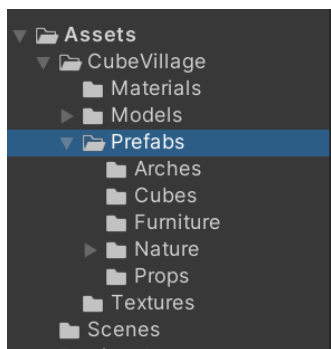 Assets
CubeVillage
Materials
Models
Prefabs
Arches
Cubes
Furniture
Nature
Props
Textures
Scenes